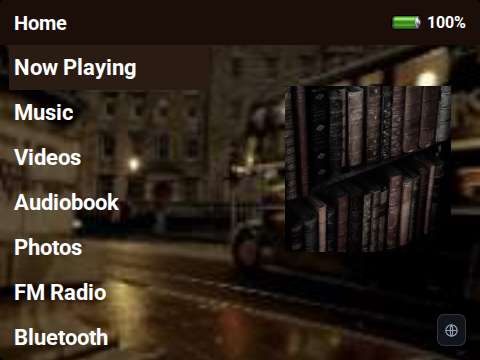 Home
100%
Now Playing
Music
Videos
Audiobook
Photos
FM Radio
Bluetooth